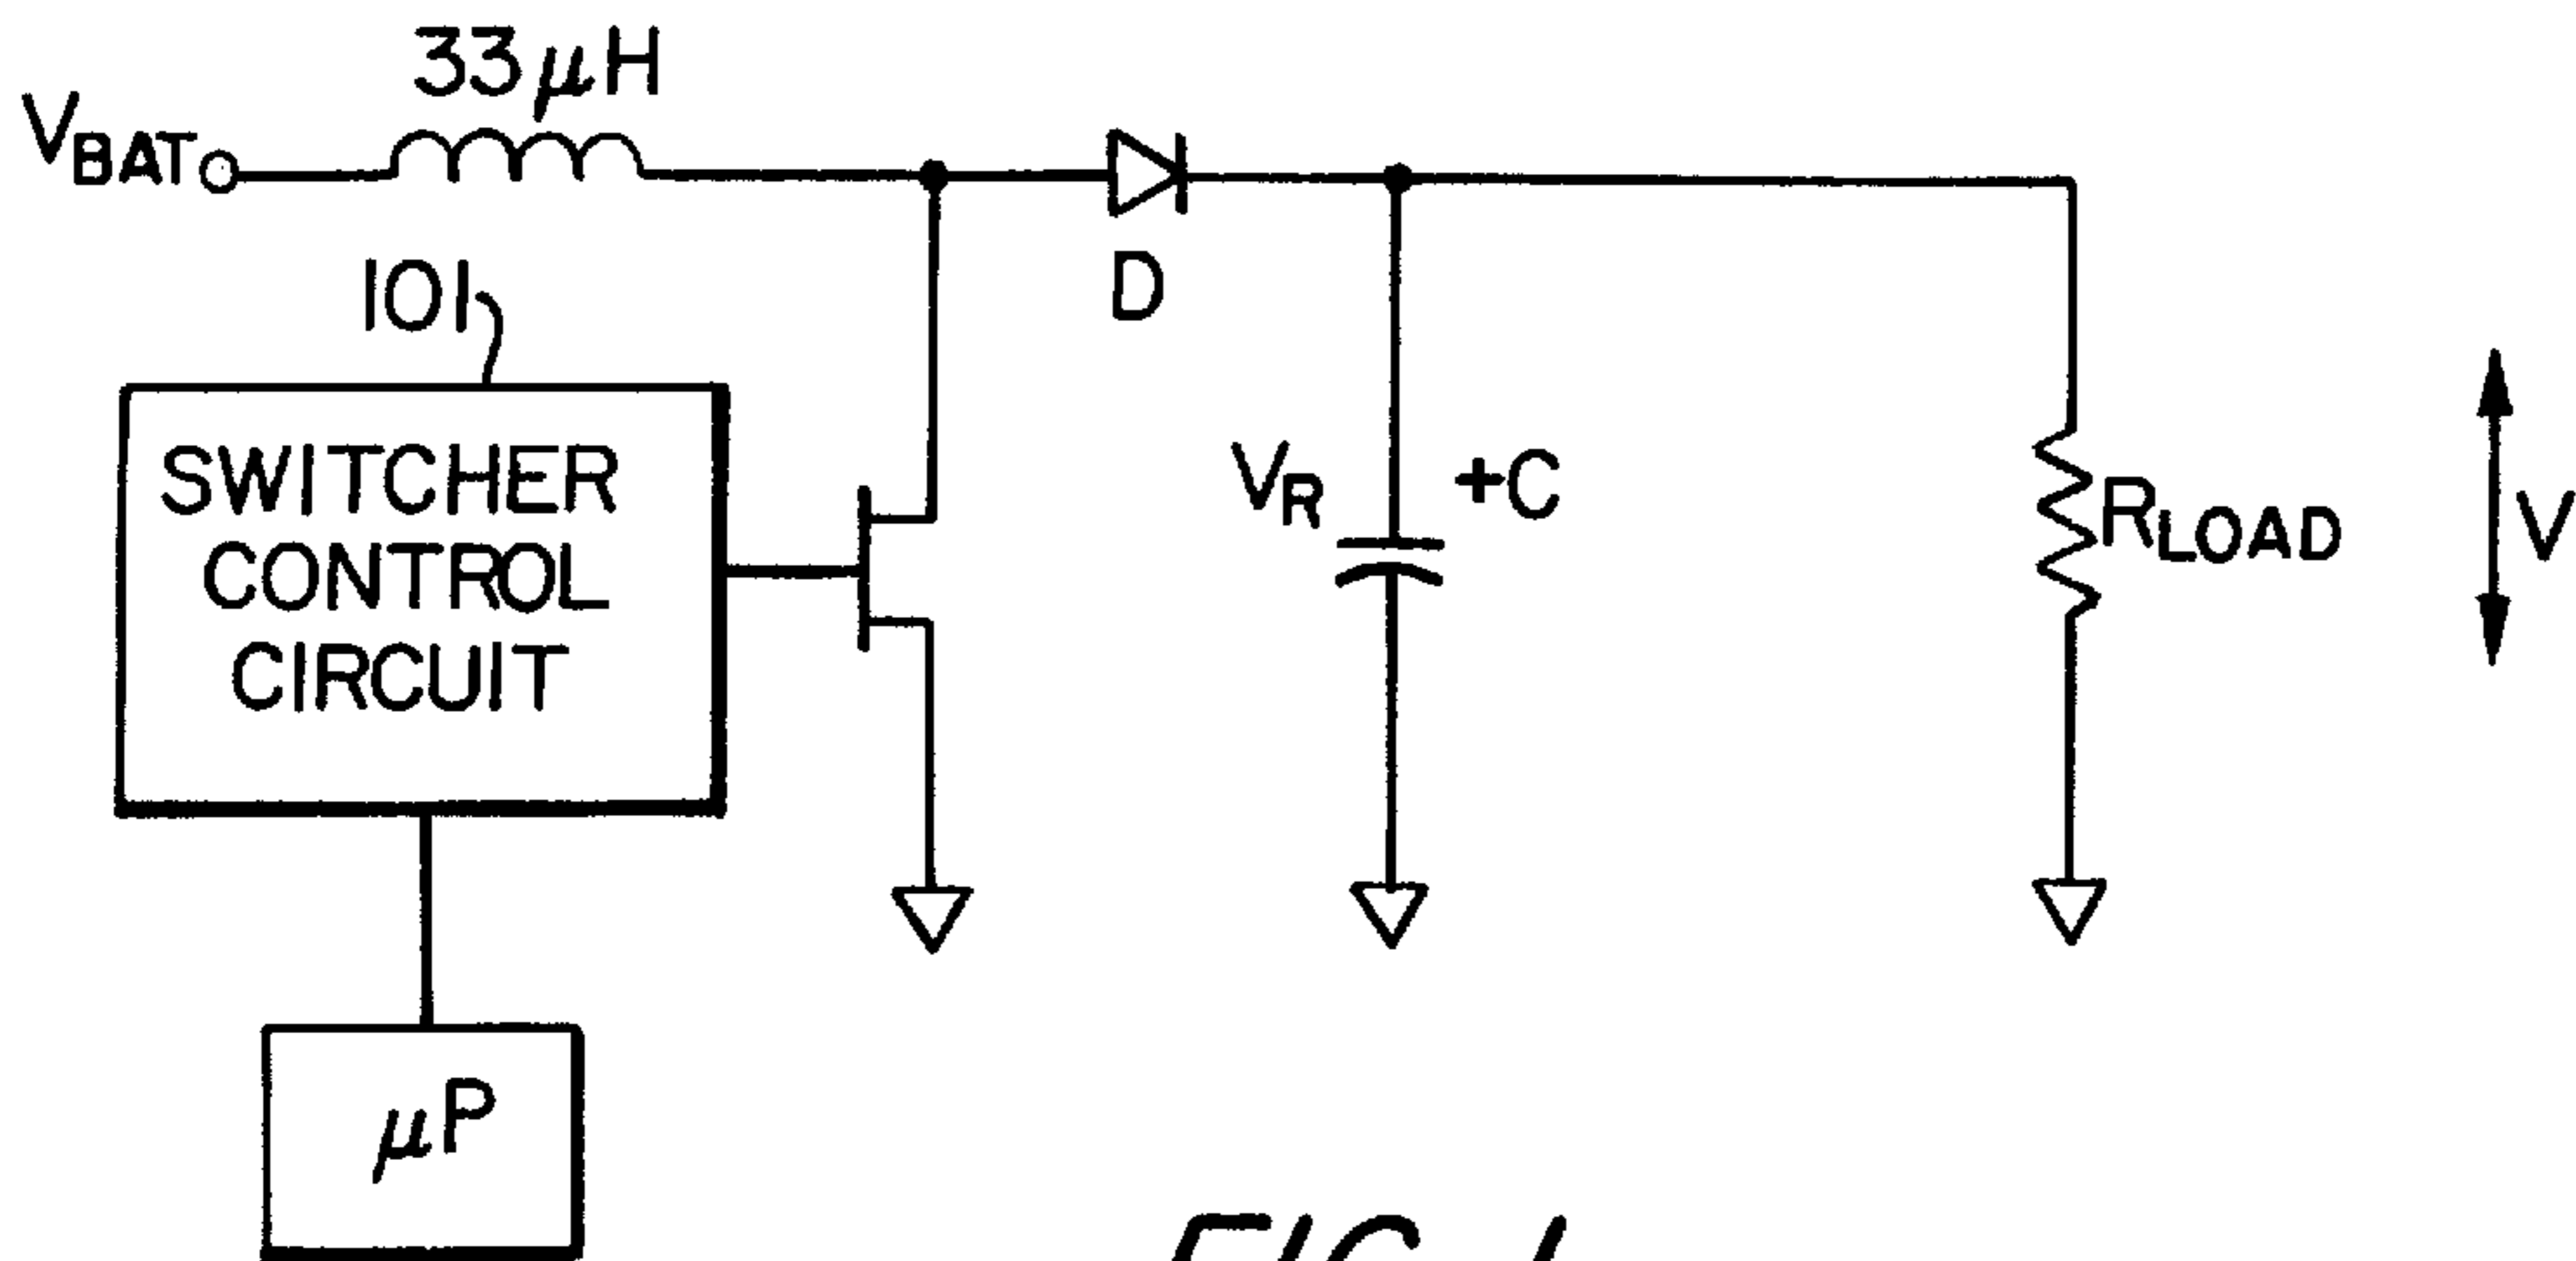 33µH
VBAT
101
D
SWITCHER
CONTROL
CIRCUIT
VR
+C
RLOAD
V
µP